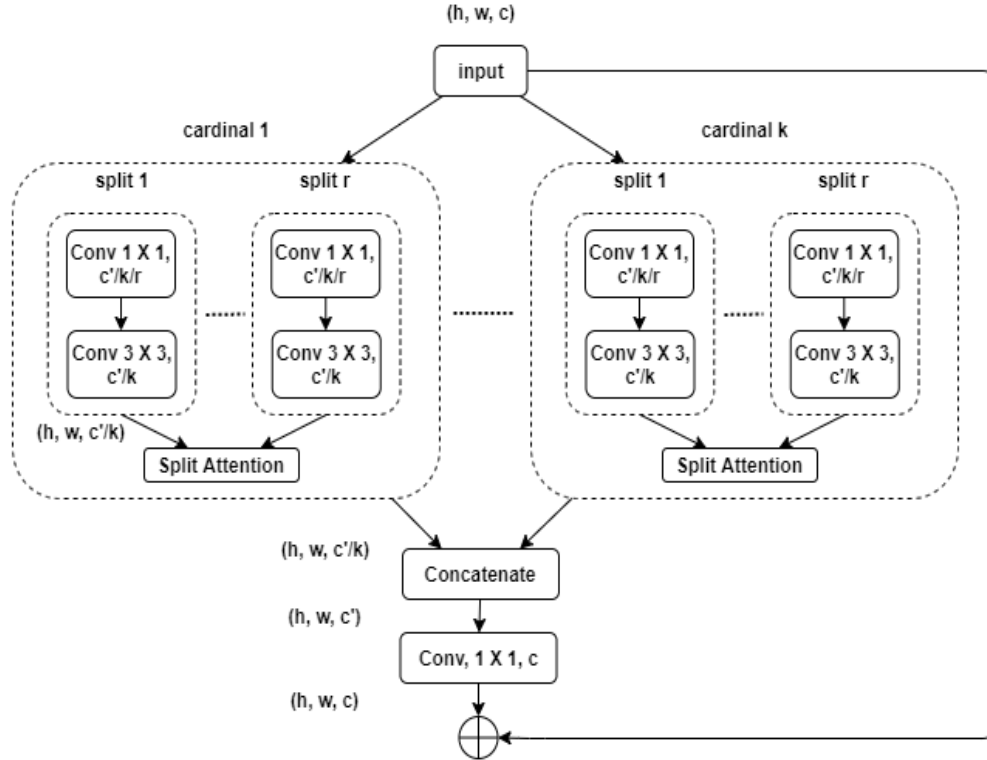 (h, w, c)
input
cardinal 1
cardinal k
split 1
split r
split 1
split r
Conv 1 X 1,
c'/k/r
Conv 1 X 1,
c'/k/r
Conv 1 X 1,
c'/k/r
Conv 1 X 1,
c'/k/r
Conv 3 X 3,
c'/k
Conv 3 X 3,
c'/k
Conv 3 X 3,
c'/k
Conv 3 X 3,
c'/k
(h, w, c'/k)
Split Attention
Split Attention
(h, w, c'/k)
Concatenate
(h, w, c')
Conv, 1 X 1, c
(h, w, c)